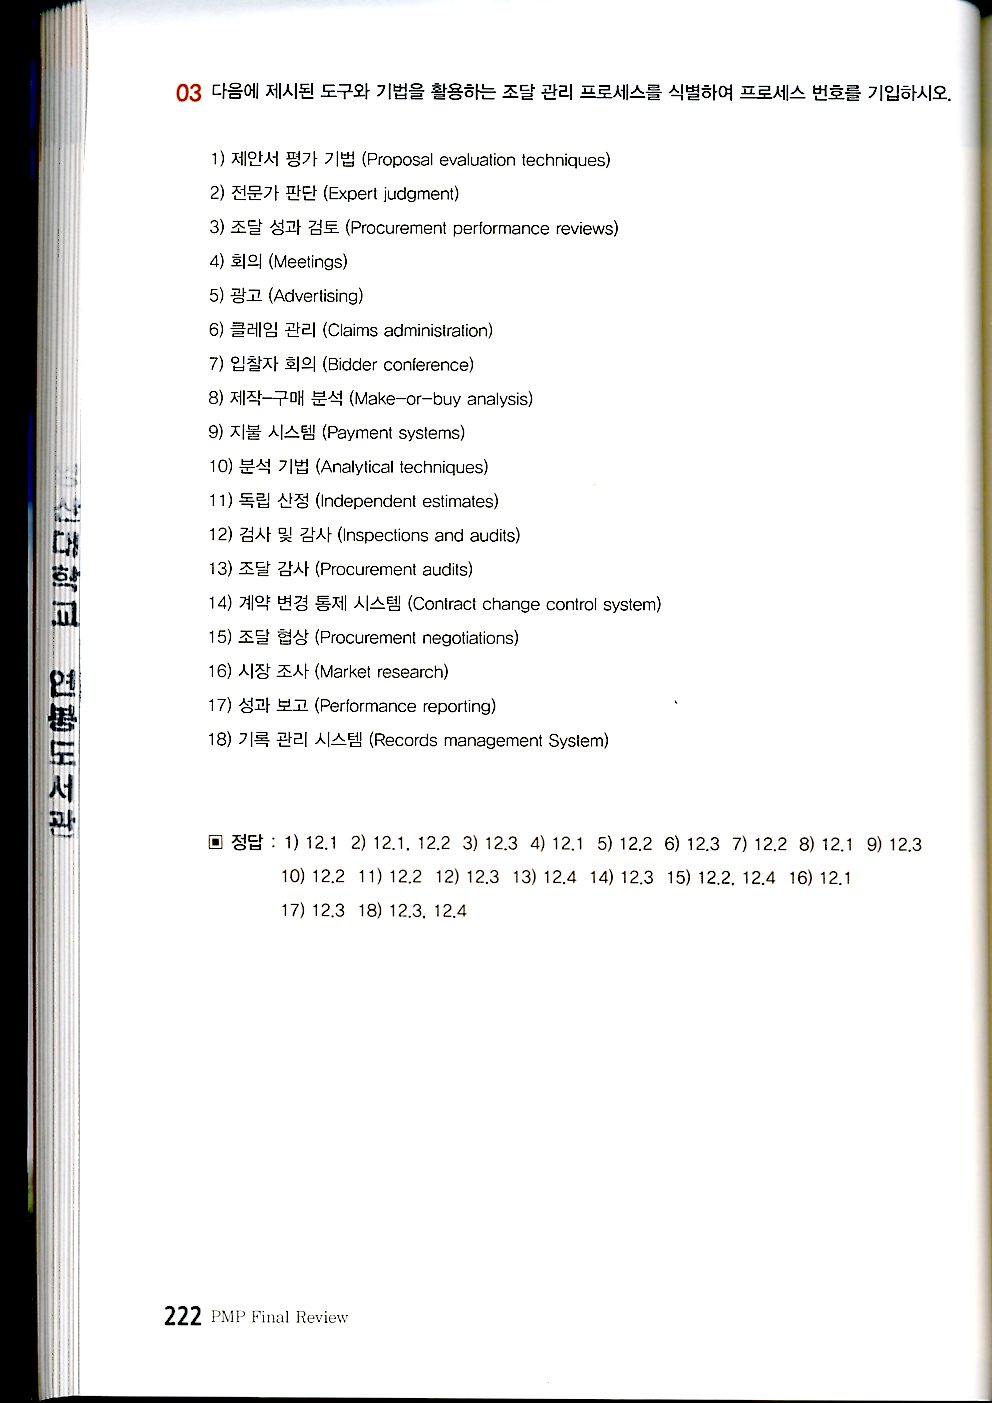 03 다음에 제시된 도구와 기법을 활용하는 조달 관리 프로세스를 식별하여 프로세스 번호를 기입하시오.
1) 제안서 평가 기법 (Proposal evaluation techniques)
2) 전문가 판단 (Expert judgment)
3) 조달 성과 검토 (Procurement performance reviews)
4) 회의 (Meetings)
5) 광고 (Advertising)
6) 클레임 관리 (Claims administration)
7) 입찰자 회의 (Bidder conference)
8) 제작-구매 분석 (Make-or-buy analysis)
9) 지불 시스템 (Payment systems)
10) 분석 기법 (Analytical techniques)
11) 독립 산정 (Independent estimates)
12) 검사 및 감사 (Inspections and audits)
13) 조달 감사 (Procurement audits)
14) 계약 변경 통제 시스템 (Contract change control system)
15) 조달 협상 (Procurement negotiations)
16) 시장 조사 (Market research)
17) 성과 보고 (Performance reporting)
18) 기록 관리 시스템 (Records management System)
▣ 정답 : 1) 12.1 2) 12.1, 12.2 3) 12.3 4) 12.1 5) 12.2 6) 12.3 7) 12.2 8) 12.1 9) 12.3
10) 12.2 11) 12.2 12) 12.3 13) 12.4 14) 12.3 15) 12.2, 12.4 16) 12.1
17) 12.3 18) 12.3, 12.4
222 PMP Final Review
대학교 연봉도서관